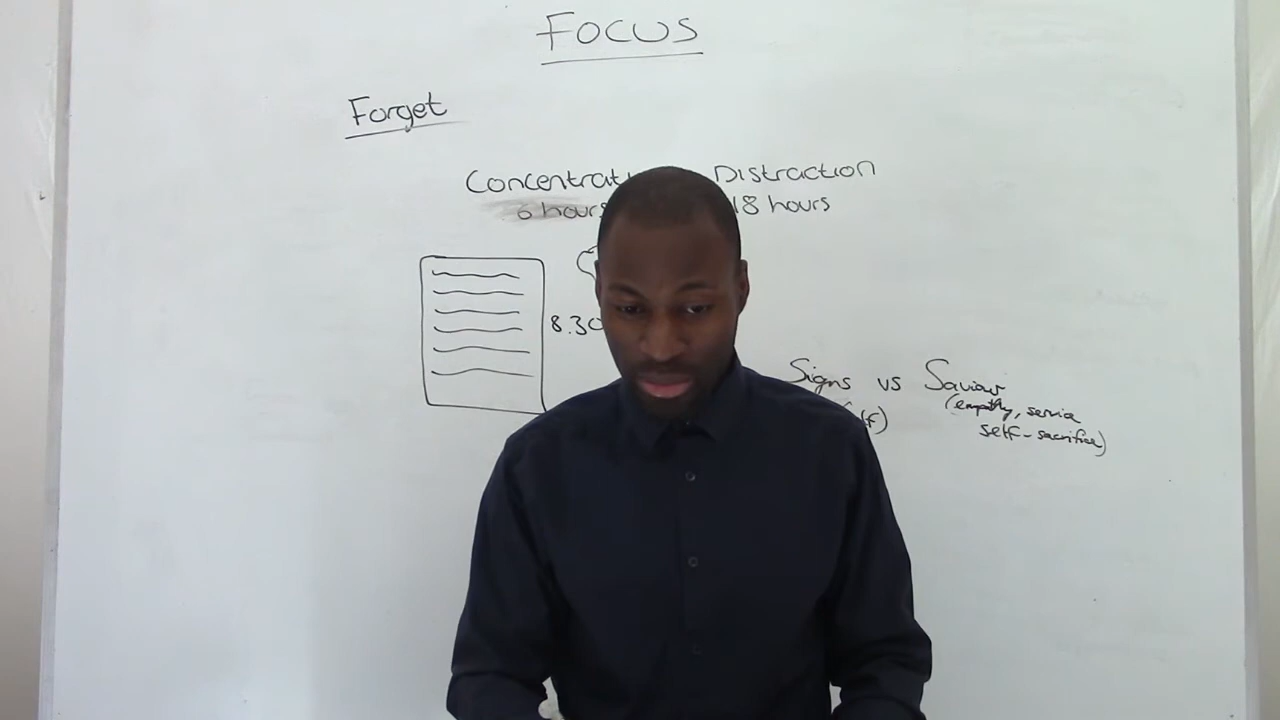 FOCUS
Forget
Concentrat Distraction
6 hours 18 hours
8.30
Signs vs Saviour
(empathy, service
self-sacrifice)